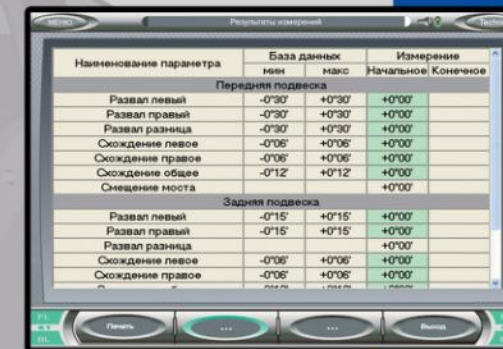 МЕНЮ Результаты измерений Techno
Наименование параметра База данных Измерение
мин макс Начальное Конечное
Передняя подвеска
Развал левый -0°30' +0°30' +0°00'
Развал правый -0°30' +0°30' +0°00'
Развал разница -0°30' +0°30' +0°00'
Схождение левое -0°06' +0°06' +0°00'
Схождение правое -0°06' +0°06' +0°00'
Схождение общее -0°12' +0°12' +0°00'
Смещение моста +0°00'
Задняя подвеска
Развал левый -0°15' +0°15' +0°00'
Развал правый -0°15' +0°15' +0°00'
Развал разница +0°00'
Схождение левое -0°06' +0°06' +0°00'
Схождение правое -0°06' +0°06' +0°00'
Печать ... ... Выход